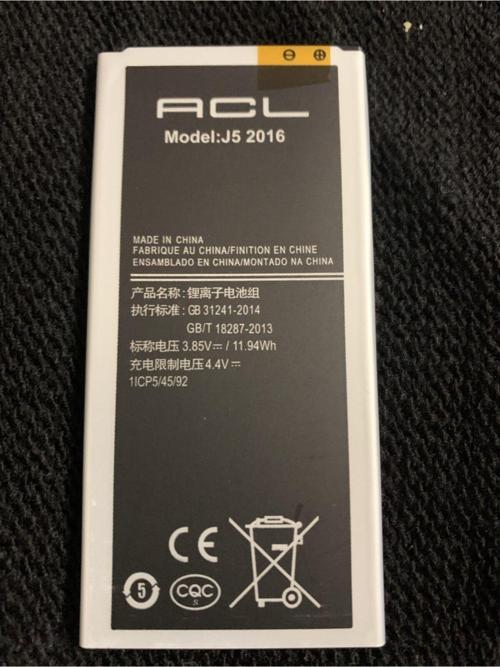 ACL
Model:J5 2016
MADE IN CHINA
FABRIQUE AU CHINA/FINITION EN CHINE
ENSAMBLADO EN CHINA/MONTADO NA CHINA
产品名称:锂离子电池组
执行标准:GB 31241-2014
GB/T 18287-2013
标称电压 3.85V⎓ / 11.94Wh
充电限制电压 4.4V⎓
1ICP5/45/92
CE
5
CQC
S